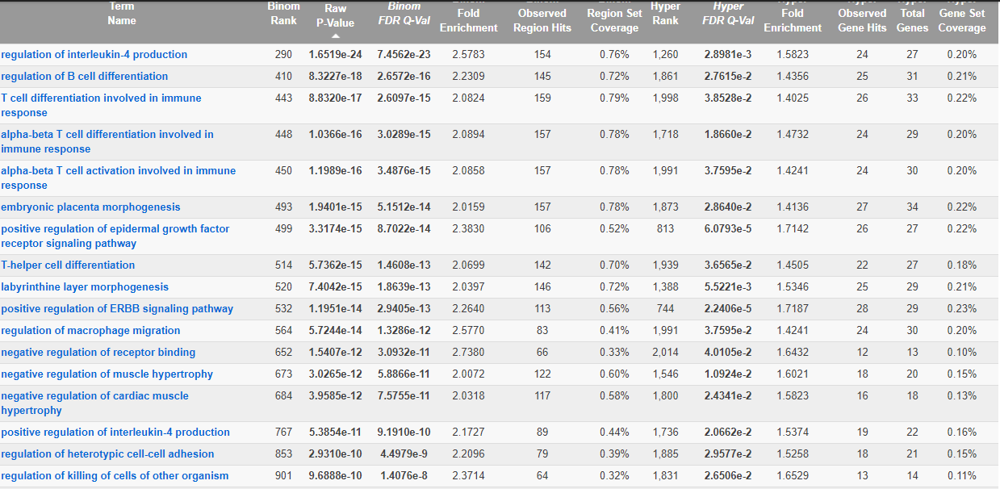 Term Name Binom Rank Raw P-Value Binom FDR Q-Val Fold Enrichment Observed Region Hits Region Set Coverage Hyper Rank Hyper FDR Q-Val Fold Enrichment Observed Gene Hits Total Genes Gene Set Coverage
regulation of interleukin-4 production 290 1.6519e-24 7.4562e-23 2.5783 154 0.76% 1,260 2.8981e-3 1.5823 24 27 0.20%
regulation of B cell differentiation 410 8.3227e-18 2.6572e-16 2.2309 145 0.72% 1,861 2.7615e-2 1.4356 25 31 0.21%
T cell differentiation involved in immune
response 443 8.8320e-17 2.6097e-15 2.0824 159 0.79% 1,998 3.8528e-2 1.4025 26 33 0.22%
alpha-beta T cell differentiation involved in
immune response 448 1.0366e-16 3.0289e-15 2.0894 157 0.78% 1,718 1.8660e-2 1.4732 24 29 0.20%
alpha-beta T cell activation involved in immune
response 450 1.1989e-16 3.4876e-15 2.0858 157 0.78% 1,991 3.7595e-2 1.4241 24 30 0.20%
embryonic placenta morphogenesis 493 1.9401e-15 5.1512e-14 2.0159 157 0.78% 1,873 2.8640e-2 1.4136 27 34 0.22%
positive regulation of epidermal growth factor
receptor signaling pathway 499 3.3174e-15 8.7022e-14 2.3830 106 0.52% 813 6.0793e-5 1.7142 26 27 0.22%
T-helper cell differentiation 514 5.7362e-15 1.4608e-13 2.0699 142 0.70% 1,939 3.6565e-2 1.4505 22 27 0.18%
labyrinthine layer morphogenesis 520 7.4042e-15 1.8639e-13 2.0397 146 0.72% 1,388 5.5221e-3 1.5346 25 29 0.21%
positive regulation of ERBB signaling pathway 532 1.1951e-14 2.9405e-13 2.2640 113 0.56% 744 2.2406e-5 1.7187 28 29 0.23%
regulation of macrophage migration 564 5.7244e-14 1.3286e-12 2.5770 83 0.41% 1,991 3.7595e-2 1.4241 24 30 0.20%
negative regulation of receptor binding 652 1.5407e-12 3.0932e-11 2.7380 66 0.33% 2,014 4.0105e-2 1.6432 12 13 0.10%
negative regulation of muscle hypertrophy 673 3.0265e-12 5.8866e-11 2.0072 122 0.60% 1,546 1.0924e-2 1.6021 18 20 0.15%
negative regulation of cardiac muscle
hypertrophy 684 3.9585e-12 7.5755e-11 2.0318 117 0.58% 1,800 2.4341e-2 1.5823 16 18 0.13%
positive regulation of interleukin-4 production 767 5.3854e-11 9.1910e-10 2.1727 89 0.44% 1,736 2.0662e-2 1.5374 19 22 0.16%
regulation of heterotypic cell-cell adhesion 853 2.9310e-10 4.4979e-9 2.2096 79 0.39% 1,885 2.9577e-2 1.5258 18 21 0.15%
regulation of killing of cells of other organism 901 9.6888e-10 1.4076e-8 2.3714 64 0.32% 1,831 2.6506e-2 1.6529 13 14 0.11%